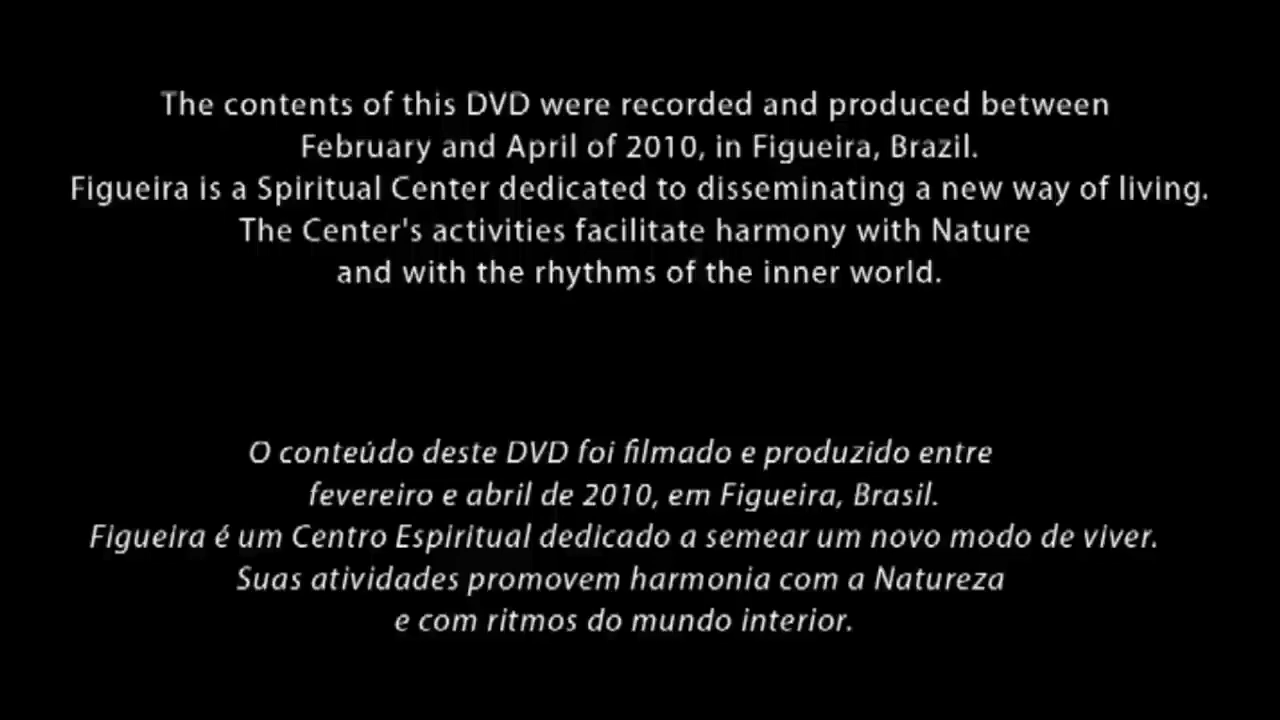 The contents of this DVD were recorded and produced between
February and April of 2010, in Figueira, Brazil.
Figueira is a Spiritual Center dedicated to disseminating a new way of living.
The Center's activities facilitate harmony with Nature
and with the rhythms of the inner world.
O conteúdo deste DVD foi filmado e produzido entre
fevereiro e abril de 2010, em Figueira, Brasil.
Figueira é um Centro Espiritual dedicado a semear um novo modo de viver.
Suas atividades promovem harmonia com a Natureza
e com ritmos do mundo interior.